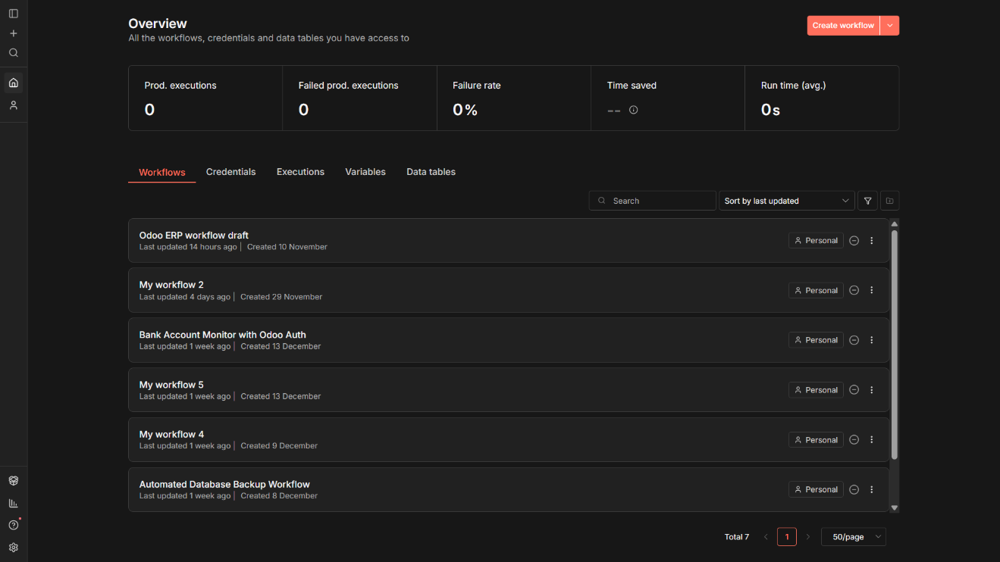 Overview
All the workflows, credentials and data tables you have access to
Create workflow
Prod. executions
0
Failed prod. executions
0
Failure rate
0%
Time saved
--
Run time (avg.)
0s
Workflows
Credentials
Executions
Variables
Data tables
Search
Sort by last updated
Odoo ERP workflow draft
Last updated 14 hours ago | Created 10 November
Personal
My workflow 2
Last updated 4 days ago | Created 29 November
Personal
Bank Account Monitor with Odoo Auth
Last updated 1 week ago | Created 13 December
Personal
My workflow 5
Last updated 1 week ago | Created 13 December
Personal
My workflow 4
Last updated 1 week ago | Created 9 December
Personal
Automated Database Backup Workflow
Last updated 1 week ago | Created 8 December
Personal
Total 7
1
50/page